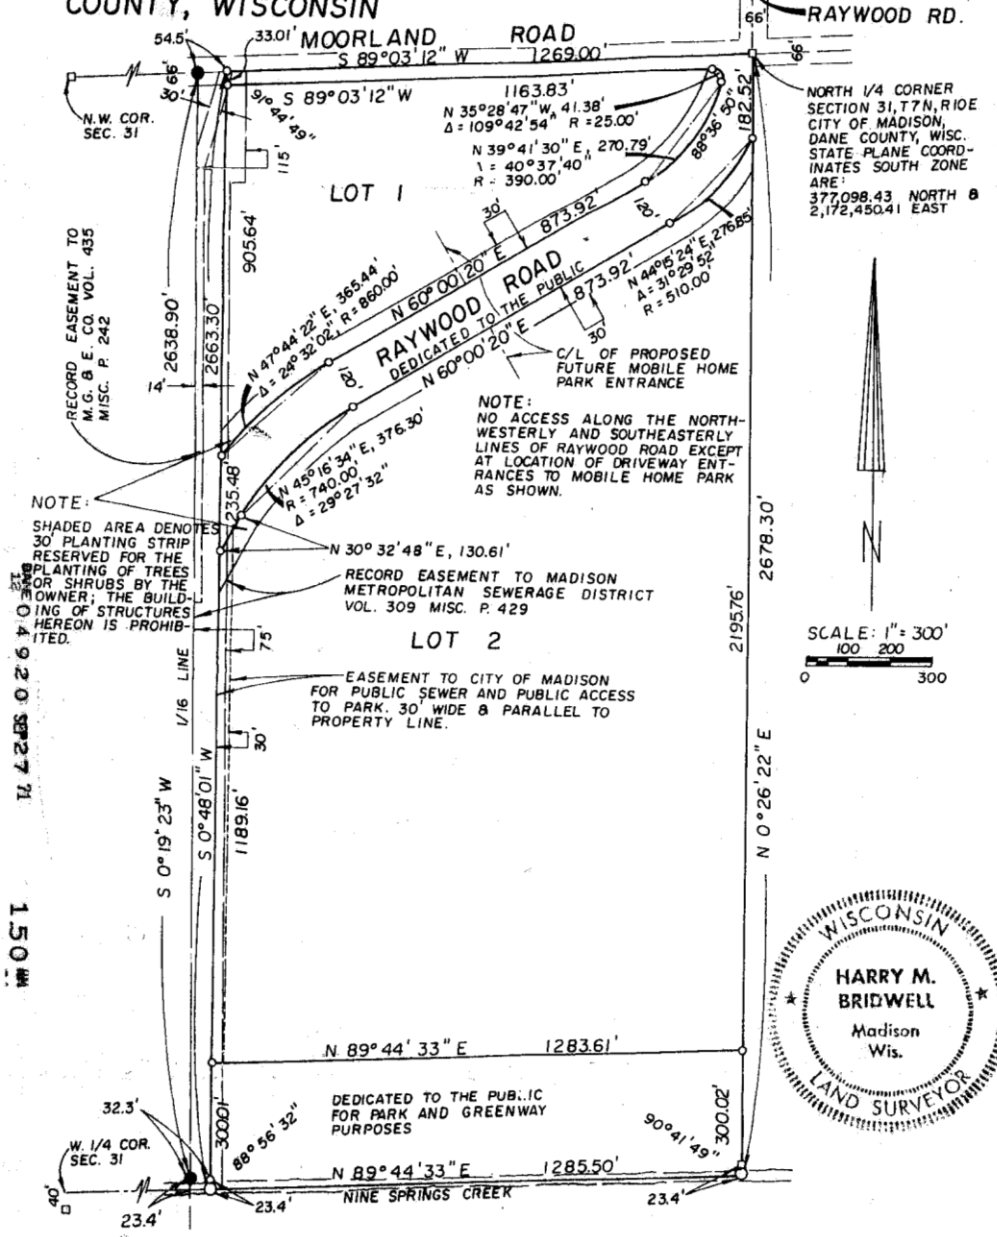 COUNTY, WISCONSIN
66'
RAYWOOD RD.
54.5'
33.01'
MOORLAND ROAD
S 89°03'12" W 1269.00'
66'
66'
30'
N.W. COR.
SEC. 31
91°44'49"
S 89°03'12" W 1163.83'
N 35°28'47"W, 41.38'
Δ = 109°42'54" R = 25.00'
N 39°41'30" E, 270.79'
= 40°37'40"
R = 390.00'
88°36'50"
182.52'
NORTH 1/4 CORNER
SECTION 31, T7N, R10E
CITY OF MADISON,
DANE COUNTY, WISC.
STATE PLANE COORD-
INATES SOUTH ZONE
ARE:
377,098.43 NORTH &
2,172,450.41 EAST
115'
LOT 1
905.64'
30'
873.92'
N 60°00'20" E
120'
RECORD EASEMENT TO
M.G. & E. CO. VOL. 435
MISC. P. 242
2638.90'
2663.30'
14'
N 47°44'22" E, 365.44'
Δ = 24°32'02", R = 860.00'
RAYWOOD ROAD
DEDICATED TO THE PUBLIC
873.92'
N 60°00'20" E
30'
N 44°15'24" E, 276.85'
Δ = 31°29'52"
R = 510.00'
120'
C/L OF PROPOSED
FUTURE MOBILE HOME
PARK ENTRANCE
NOTE:
NO ACCESS ALONG THE NORTH-
WESTERLY AND SOUTHEASTERLY
LINES OF RAYWOOD ROAD EXCEPT
AT LOCATION OF DRIVEWAY ENT-
RANCES TO MOBILE HOME PARK
AS SHOWN.
235.48'
N 45°16'34" E, 376.30'
R = 740.00'
Δ = 29°27'32"
NOTE:
SHADED AREA DENOTES
30' PLANTING STRIP
RESERVED FOR THE
PLANTING OF TREES
OR SHRUBS BY THE
OWNER; THE BUILD-
ING OF STRUCTURES
HEREON IS PROHIB-
ITED.
N 30°32'48" E, 130.61'
RECORD EASEMENT TO MADISON
METROPOLITAN SEWERAGE DISTRICT
VOL. 309 MISC. P. 429
2678.30'
2195.76'
N
SCALE: 1" = 300'
100 200
0 300
75'
LOT 2
1/16 LINE
EASEMENT TO CITY OF MADISON
FOR PUBLIC SEWER AND PUBLIC ACCESS
TO PARK. 30' WIDE & PARALLEL TO
PROPERTY LINE.
30'
S 0°19'23" W
S 0°48'01" W
1189.16'
N 0°26'22" E
1.50
WISCONSIN
HARRY M.
BRIDWELL
Madison
Wis.
LAND SURVEYOR
N 89°44'33" E 1283.61'
32.3'
300.01'
88°56'32"
DEDICATED TO THE PUBLIC
FOR PARK AND GREENWAY
PURPOSES
90°41'49"
300.02'
W. 1/4 COR.
SEC. 31
N 89°44'33" E 1285.50'
NINE SPRINGS CREEK
40'
23.4'
23.4'
23.4'